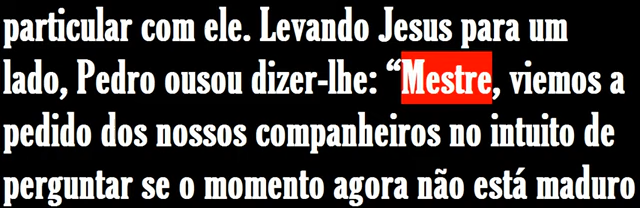 particular com ele. Levando Jesus para um
lado, Pedro ousou dizer-lhe: “Mestre, viemos a
pedido dos nossos companheiros no intuito de
perguntar se o momento agora não está maduro